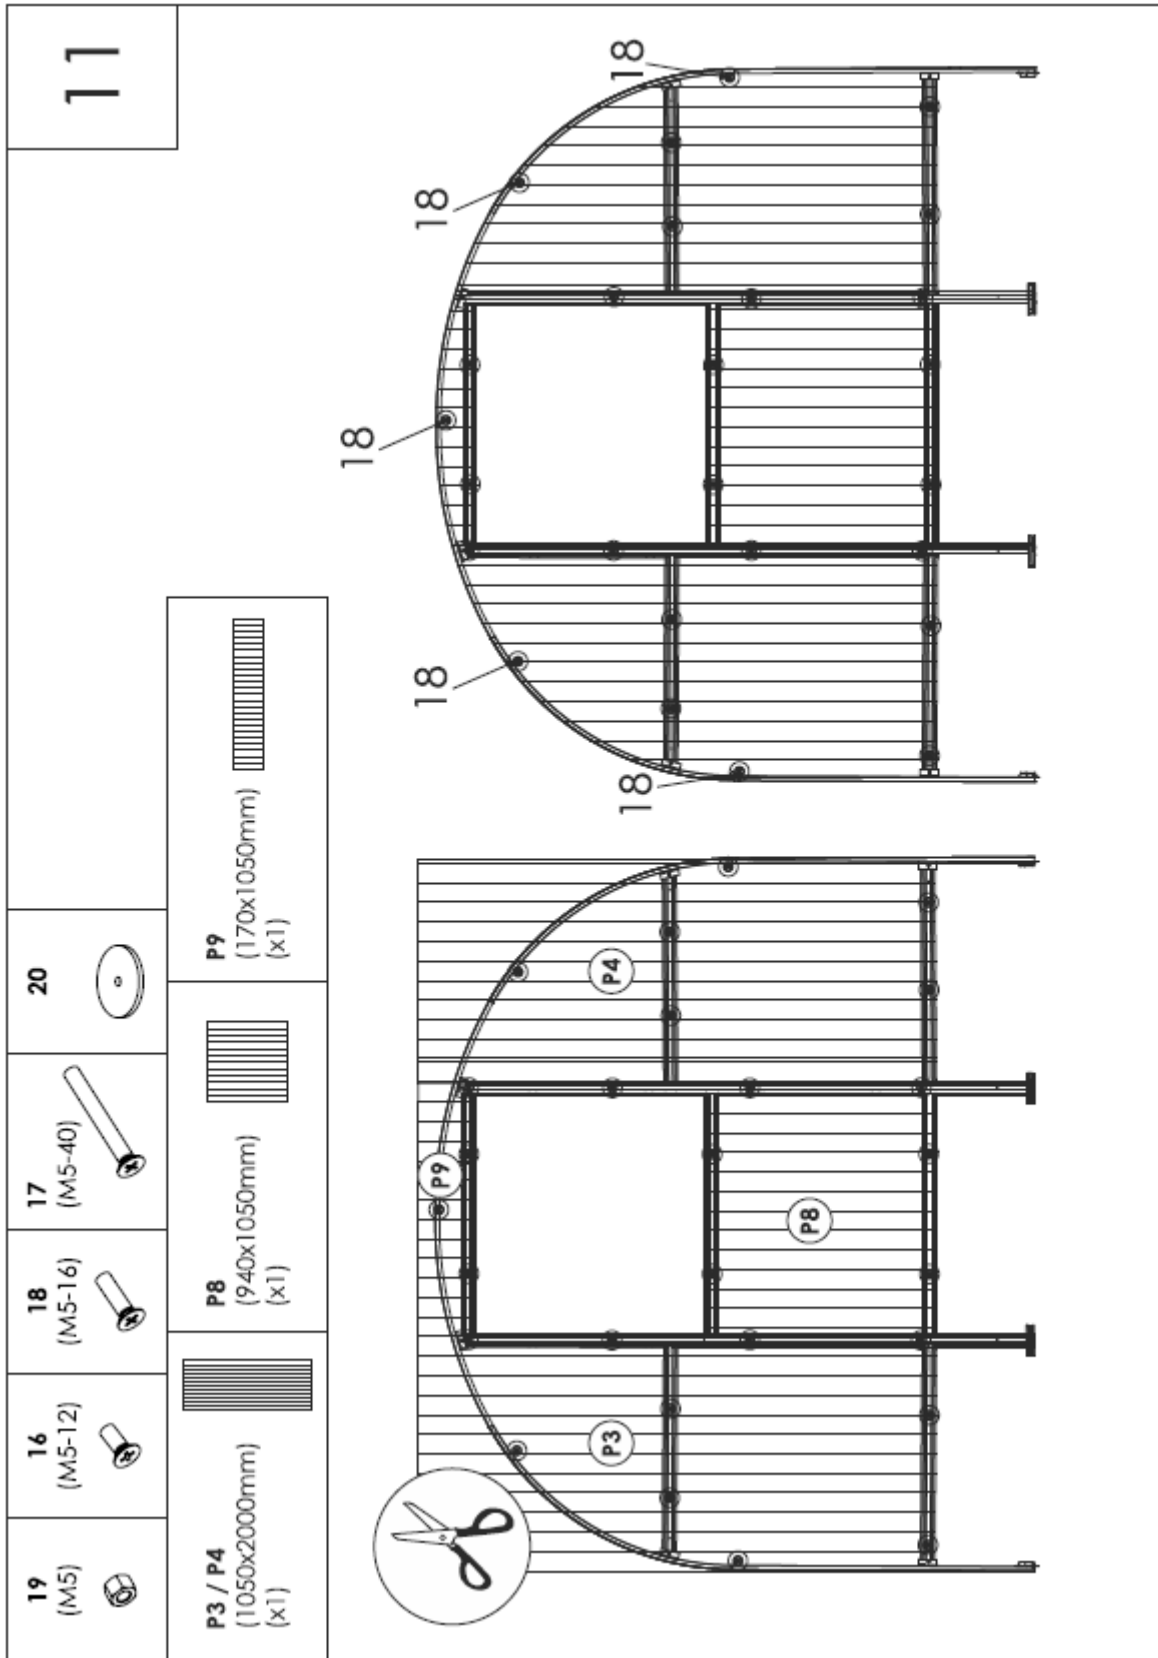 11
19
(M5)
16
(M5-12)
18
(M5-16)
17
(M5-40)
20
P3 / P4
(1050x2000mm)
(x1)
P8
(940x1050mm)
(x1)
P9
(170x1050mm)
(x1)
P3
P9
P8
P4
18
18
18
18
18